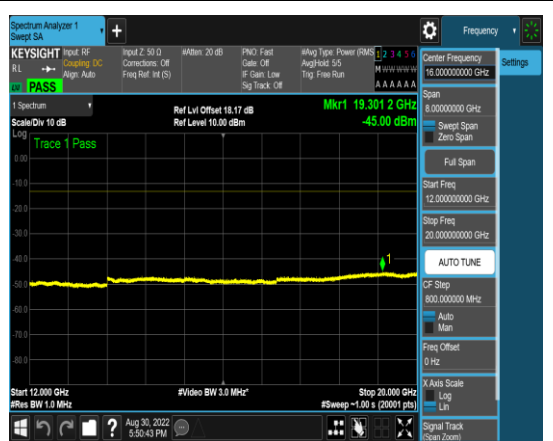 Spectrum Analyzer 1
Swept SA
+
Frequency
KEYSIGHT
RL
Input: RF
Coupling: DC
Align: Auto
Input Z: 50 Ω
Corrections: Off
Freq Ref: Int (S)
#Atten: 20 dB
PNO: Fast
Gate: Off
IF Gain: Low
Sig Track: Off
#Avg Type: Power (RMS
Avg|Hold: 5/5
Trig: Free Run
1 2 3 4 5 6
M W W W W W
A A A A A A
PASS
1 Spectrum
Scale/Div 10 dB
Ref Lvl Offset 18.17 dB
Ref Level 10.00 dBm
Mkr1 19.301 2 GHz
-45.00 dBm
Log
Trace 1 Pass
0.00
-10.0
-20.0
-30.0
-40.0
-50.0
-60.0
-70.0
-80.0
1
Start 12.000 GHz
#Res BW 1.0 MHz
#Video BW 3.0 MHz*
Stop 20.000 GHz
#Sweep ~1.00 s (20001 pts)
Aug 30, 2022
5:50:43 PM
Center Frequency
16.000000000 GHz
Settings
Span
8.00000000 GHz
Swept Span
Zero Span
Full Span
Start Freq
12.000000000 GHz
Stop Freq
20.000000000 GHz
AUTO TUNE
CF Step
800.000000 MHz
Auto
Man
Freq Offset
0 Hz
X Axis Scale
Log
Lin
Signal Track
(Span Zoom)